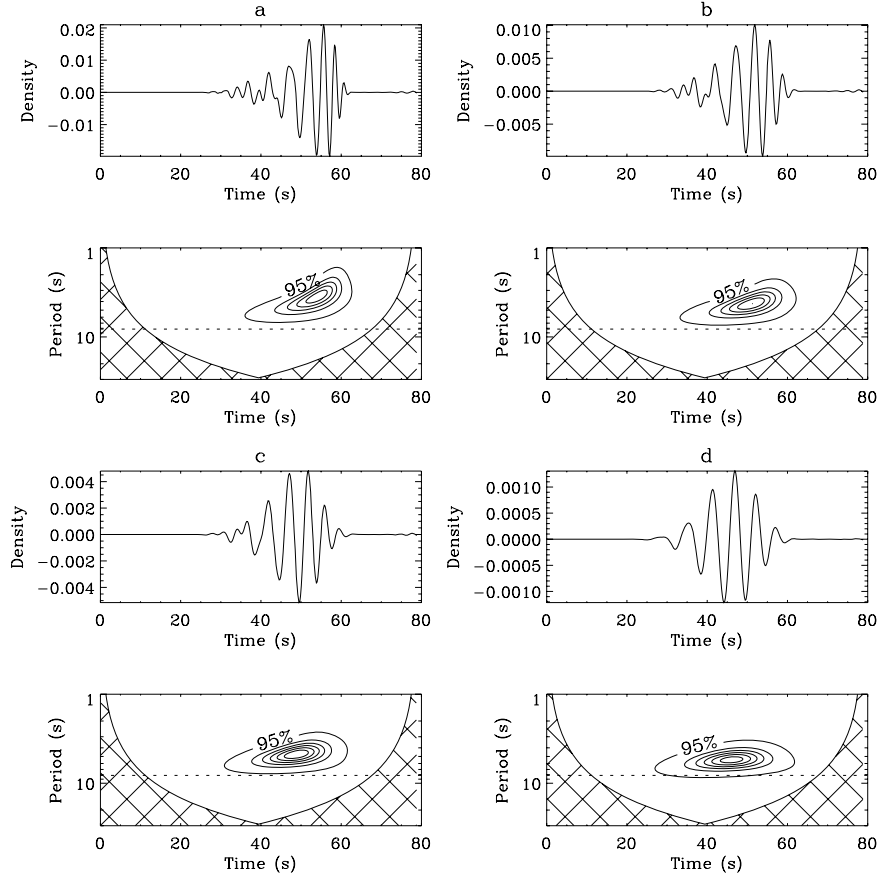 a
b
0.02
0.01
0.00
−0.01
Density
0 20 40 60 80
Time (s)
0.010
0.005
0.000
−0.005
Density
0 20 40 60 80
Time (s)
1
10
Period (s)
95%
0 20 40 60 80
Time (s)
1
10
Period (s)
95%
0 20 40 60 80
Time (s)
c
d
0.004
0.002
0.000
−0.002
−0.004
Density
0 20 40 60 80
Time (s)
0.0010
0.0005
0.0000
−0.0005
−0.0010
Density
0 20 40 60 80
Time (s)
1
10
Period (s)
95%
0 20 40 60 80
Time (s)
1
10
Period (s)
95%
0 20 40 60 80
Time (s)